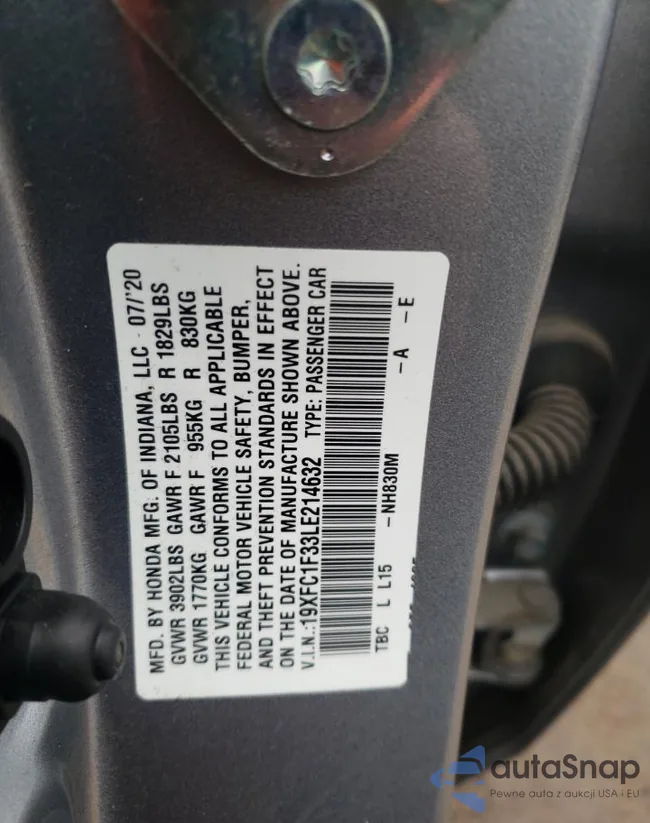 MFD. BY HONDA MFG. OF INDIANA, LLC 07/'20
GVWR 3902LBS GAWR F 2105LBS R 1829LBS
GVWR 1770KG GAWR F 955KG R 830KG
THIS VEHICLE CONFORMS TO ALL APPLICABLE
FEDERAL MOTOR VEHICLE SAFETY, BUMPER,
AND THEFT PREVENTION STANDARDS IN EFFECT
ON THE DATE OF MANUFACTURE SHOWN ABOVE.
V.I.N.:19XFC1F33LE214632 TYPE: PASSENGER CAR
TBC L L15 -NH830M -A -E
autaSnap
Pewne auta z aukcji USA i EU